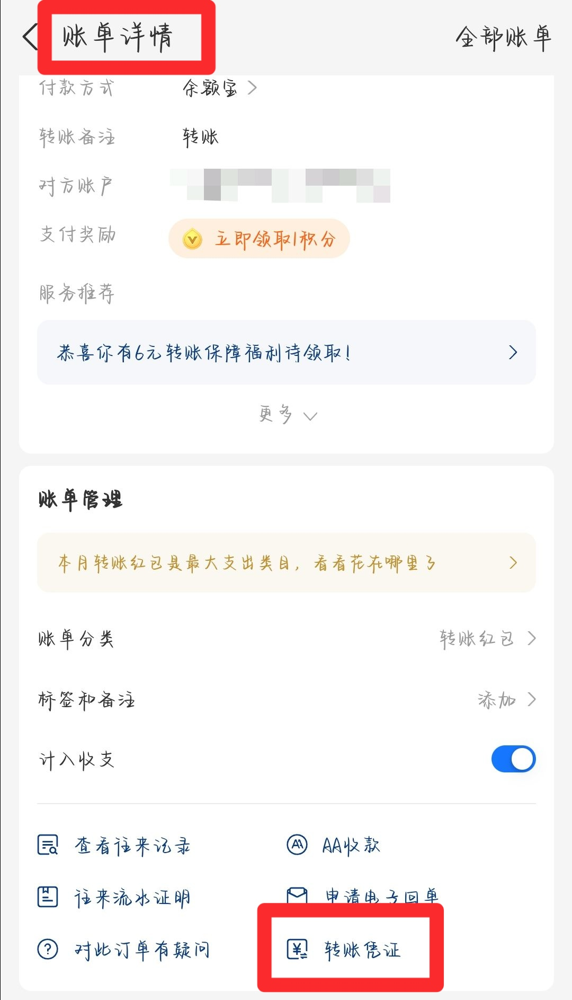 账单详情
全部账单
付款方式 余额宝
转账备注 转账
对方账户
支付奖励 立即领取1积分
服务推荐
恭喜你有6元转账保障福利待领取!
更多
账单管理
本月转账红包是最大支出类目，看看花在哪里了
账单分类 转账红包
标签和备注 添加
计入收支
查看往来记录 AA收款
往来流水证明 申请电子回单
对此订单有疑问 转账凭证